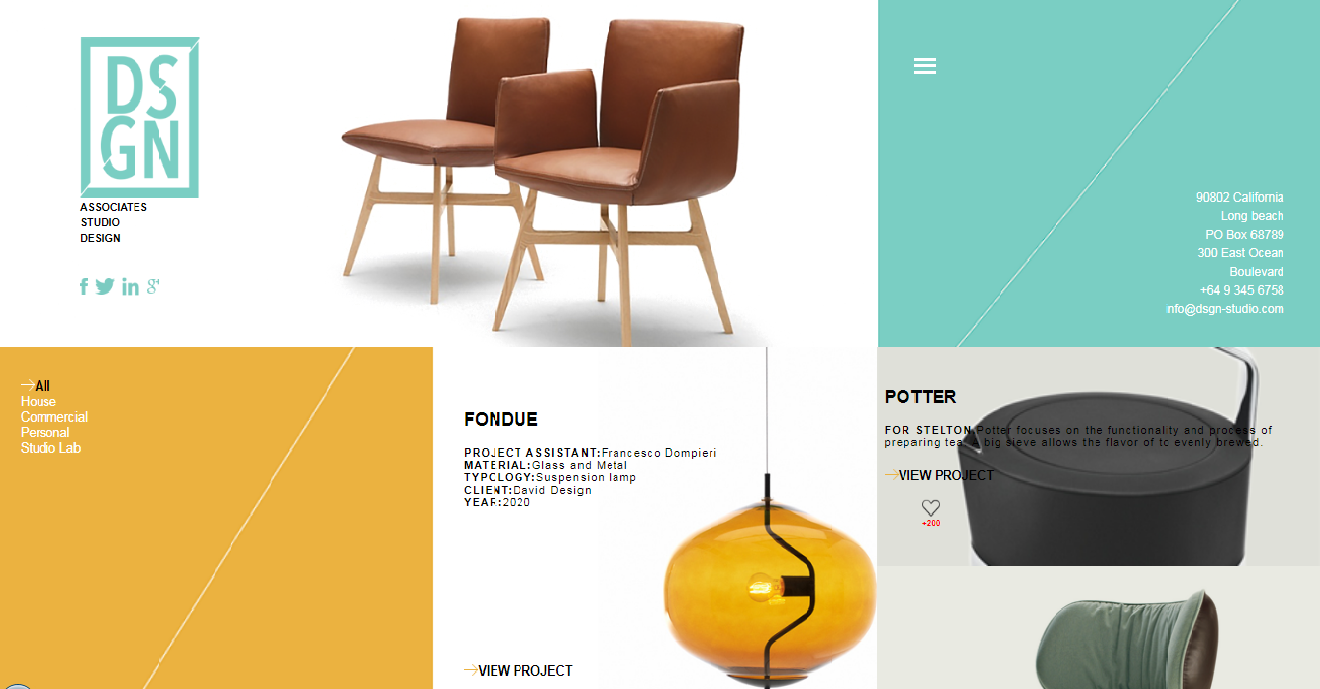 DS
GN
ASSOCIATES
STUDIO
DESIGN
90802 California
Long beach
PO Box 68789
300 East Ocean
Boulevard
+64 9 345 6758
info@dsgn-studio.com
All
House
Commercial
Personal
Studio Lab
FONDUE
PROJECT ASSISTANT:Francesco Dompieri
MATERIAL:Glass and Metal
TYPOLOGY:Suspension lamp
CLIENT:David Design
YEAR:2020
VIEW PROJECT
POTTER
FOR STELTON Potter focuses on the functionality and process of
preparing tea. big sieve allows the flavor of to evenly brewed.
VIEW PROJECT
+200